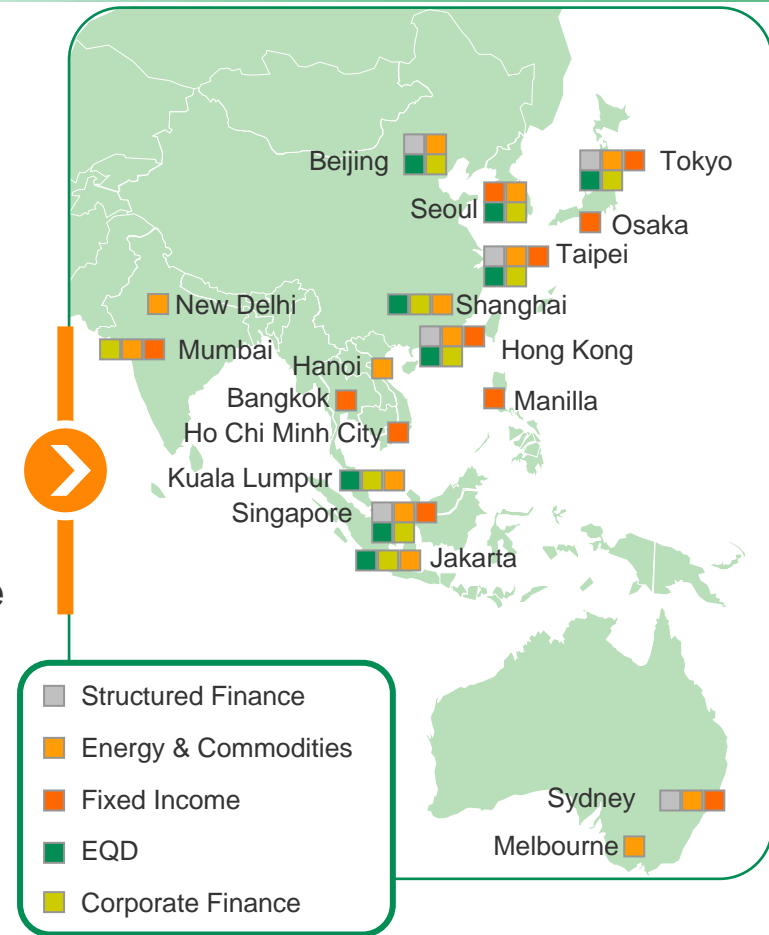 Beijing
Tokyo
Seoul
Osaka
Taipei
New Delhi
Shanghai
Mumbai
Hong Kong
Hanoi
Bangkok
Manilla
Ho Chi Minh City
Kuala Lumpur
Singapore
Jakarta
e
Structured Finance
Energy & Commodities
Fixed Income
EQD
Corporate Finance
Sydney
Melbourne